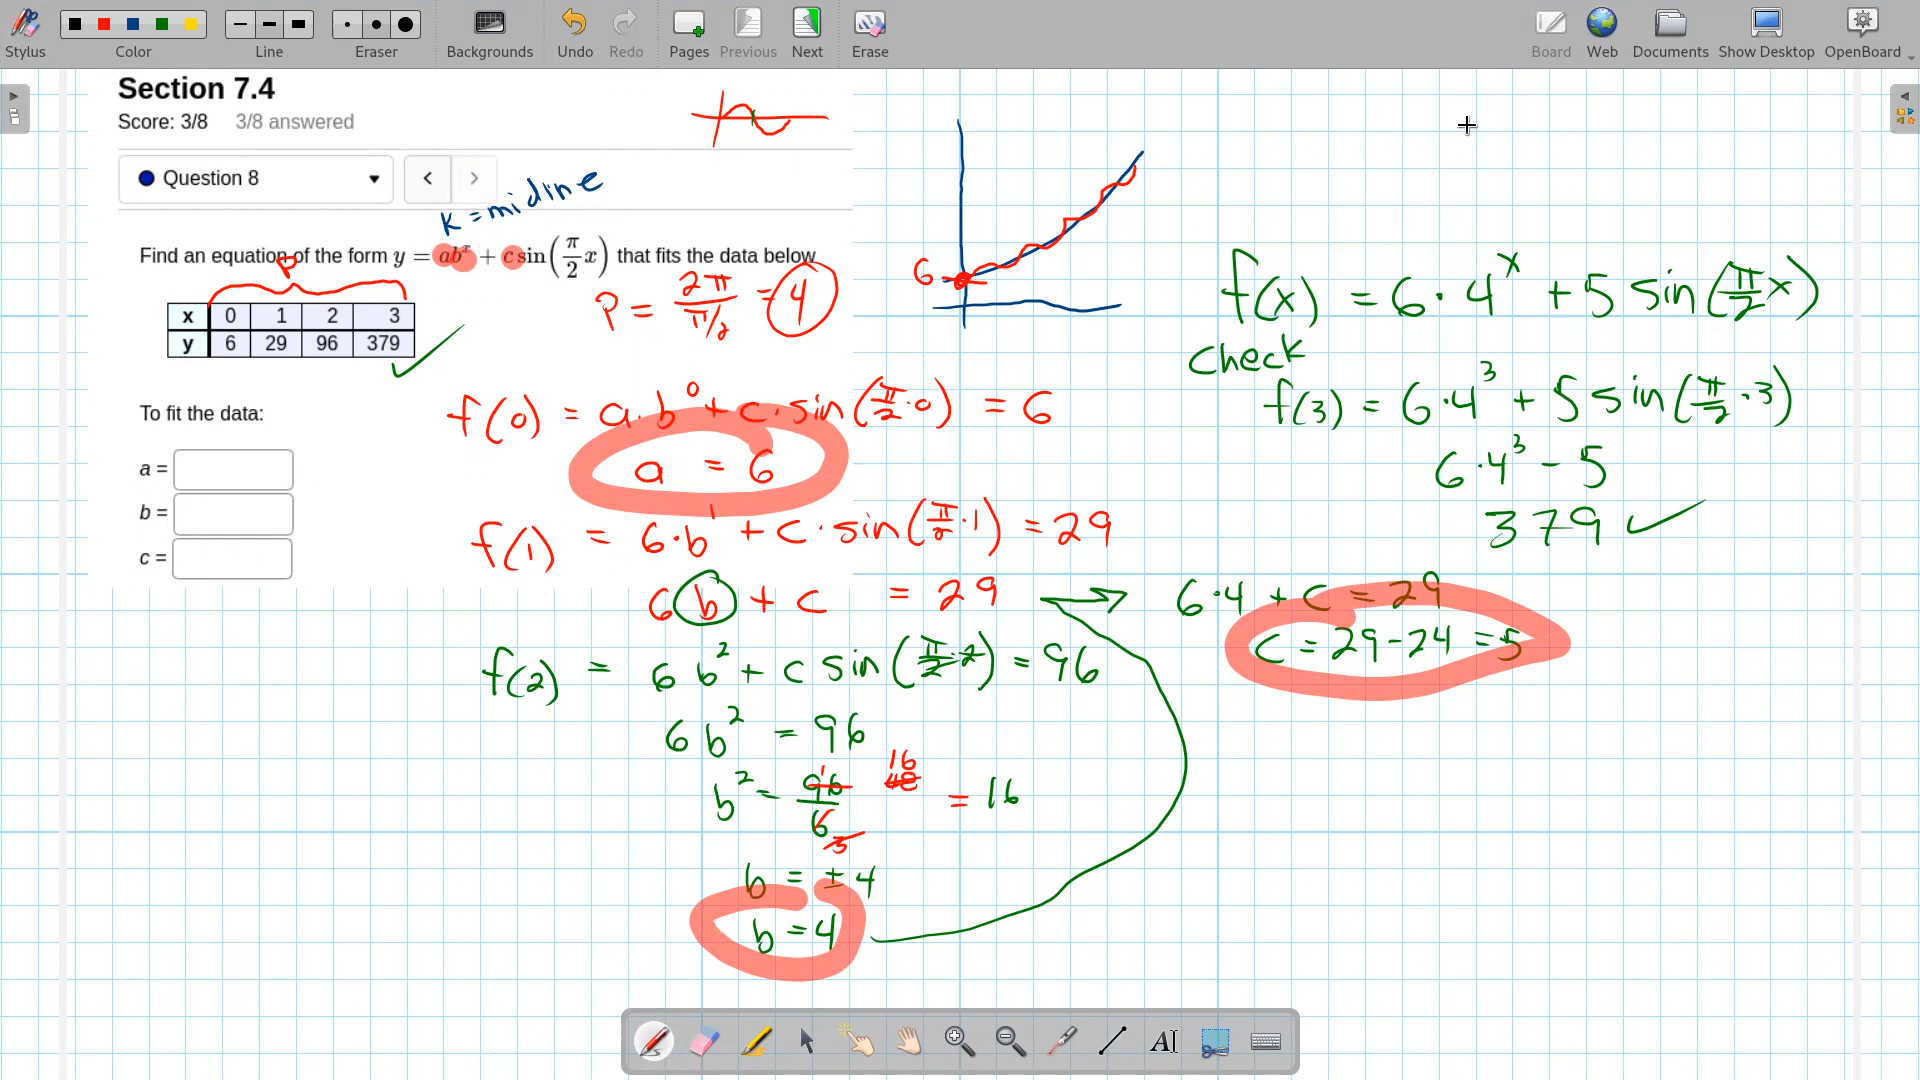 Stylus Color Line Eraser Backgrounds Undo Redo Pages Previous Next Erase Board Web Documents Show Desktop OpenBoard
Section 7.4
Score: 3/8 3/8 answered
Question 8
K = midline
Find an equation of the form y = ab^x + c sin(π/2 x) that fits the data below
P
x 0 1 2 3
y 6 29 96 379
P = 2π / π/2 = 4
6
To fit the data:
a =
b =
c =
f(0) = a·b^0 + c·sin(π/2·0) = 6
a = 6
f(1) = 6·b^1 + c·sin(π/2·1) = 29
6b + c = 29
f(2) = 6b^2 + c sin(π/2·2) = 96
6b^2 = 96
b^2 = 96/6 = 16
48 16
3
b = ±4
b = 4
f(x) = 6·4^x + 5 sin(π/2 x)
check
f(3) = 6·4^3 + 5 sin(π/2·3)
6·4^3 - 5
379
6·4 + c = 29
c = 29 - 24 = 5